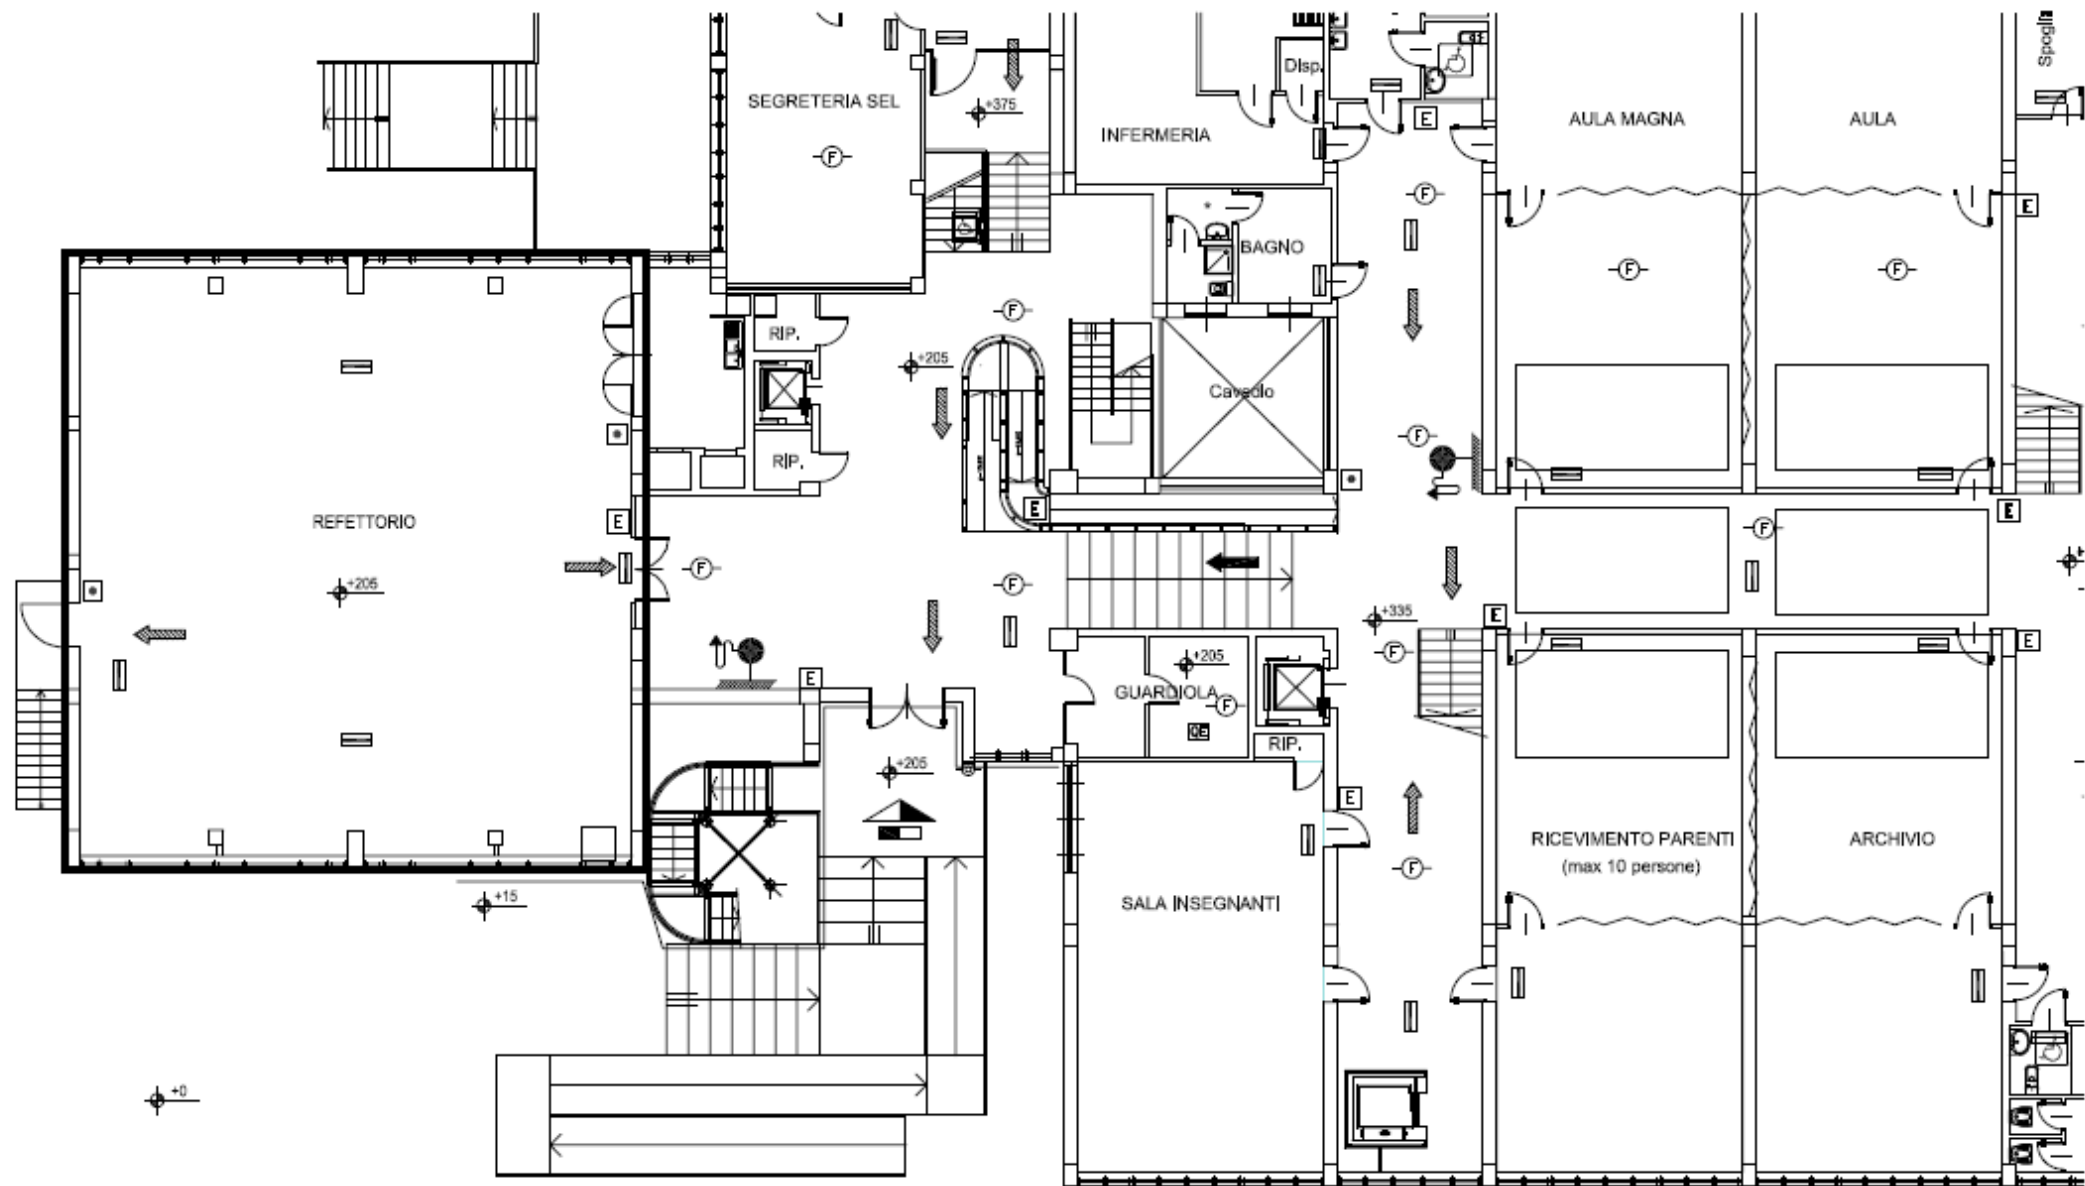 Spogli
DIsp.
SEGRETERIA SEL
+375
INFERMERIA
E
AULA MAGNA
AULA
F
F
E
BAGNO
F
F
F
RIP.
+205
Cavedio
F
RIP.
E
E
E
REFETTORIO
F
F
F
+205
E
+335
E
F
+205
E
GUARDIOLA
F
QE
RIP.
+205
E
RICEVIMENTO PARENTI
(max 10 persone)
ARCHIVIO
F
SALA INSEGNANTI
+15
+0